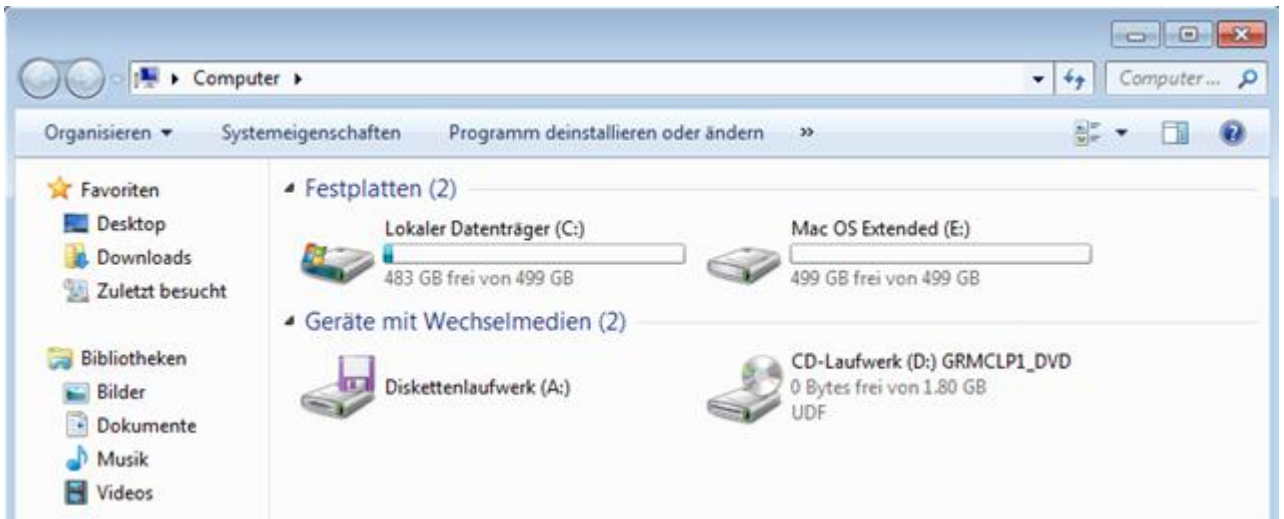 Computer
Computer...
Organisieren
Systemeigenschaften
Programm deinstallieren oder ändern
»
Favoriten
Desktop
Downloads
Zuletzt besucht
Bibliotheken
Bilder
Dokumente
Musik
Videos
Festplatten (2)
Lokaler Datenträger (C:)
483 GB frei von 499 GB
Mac OS Extended (E:)
499 GB frei von 499 GB
Geräte mit Wechselmedien (2)
Diskettenlaufwerk (A:)
CD-Laufwerk (D:) GRMCLP1_DVD
0 Bytes frei von 1.80 GB
UDF